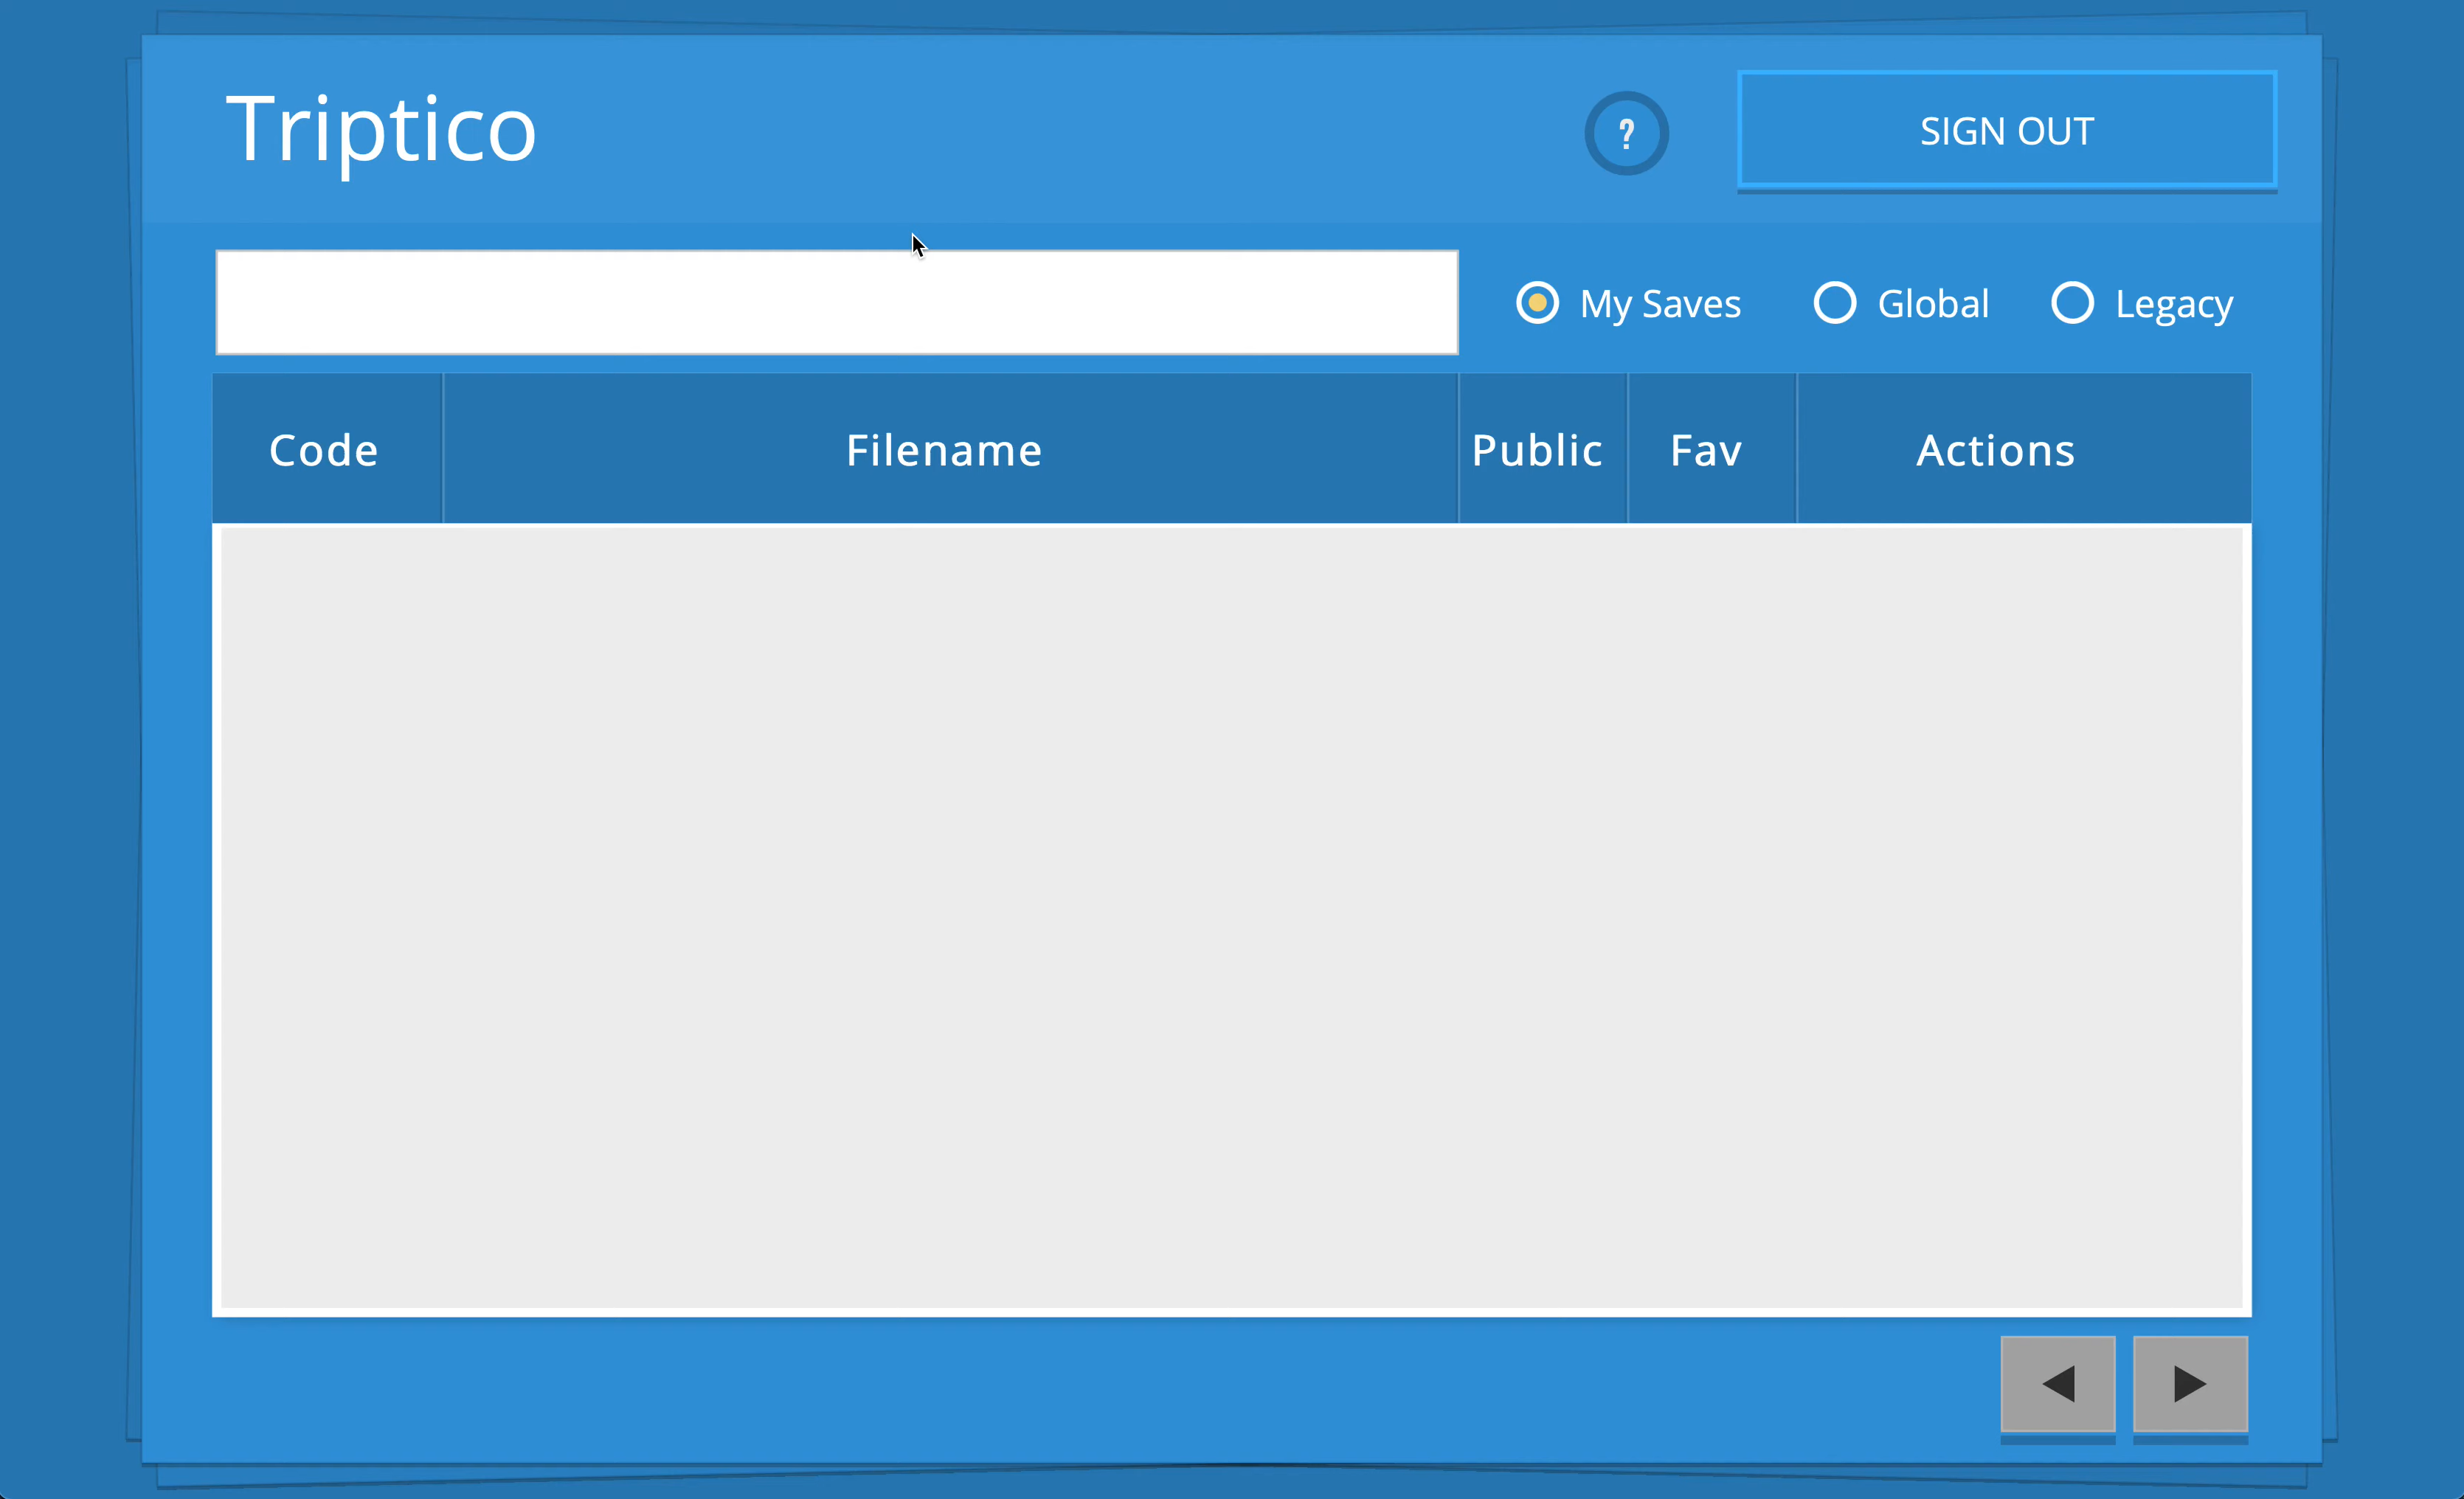 Triptico
?
SIGN OUT
My Saves
Global
Legacy
Code
Filename
Public
Fav
Actions